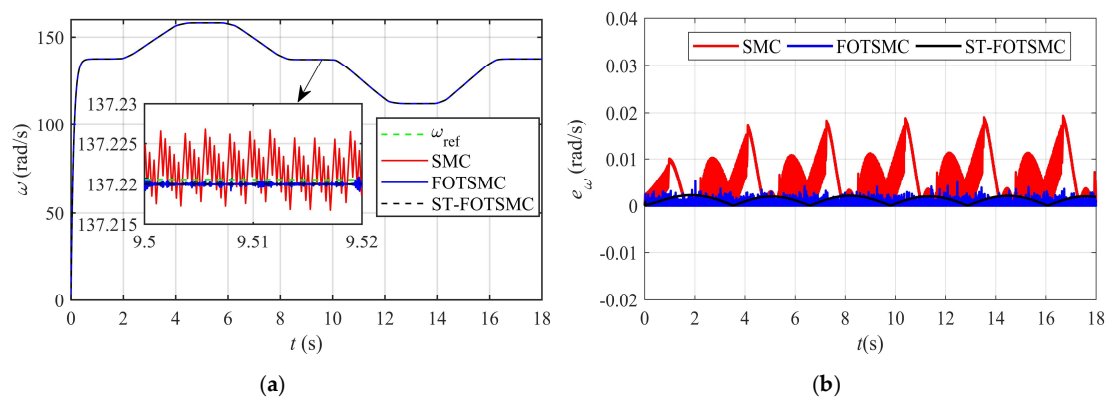 150
100
50
0
ω (rad/s)
137.23
137.225
137.22
137.215
9.5 9.51 9.52
ω_ref
SMC
FOTSMC
ST-FOTSMC
0 2 4 6 8 10 12 14 16 18
t (s)
(a)
0.04
0.03
0.02
0.01
0
-0.01
-0.02
e_ω (rad/s)
SMC FOTSMC ST-FOTSMC
0 2 4 6 8 10 12 14 16 18
t(s)
(b)